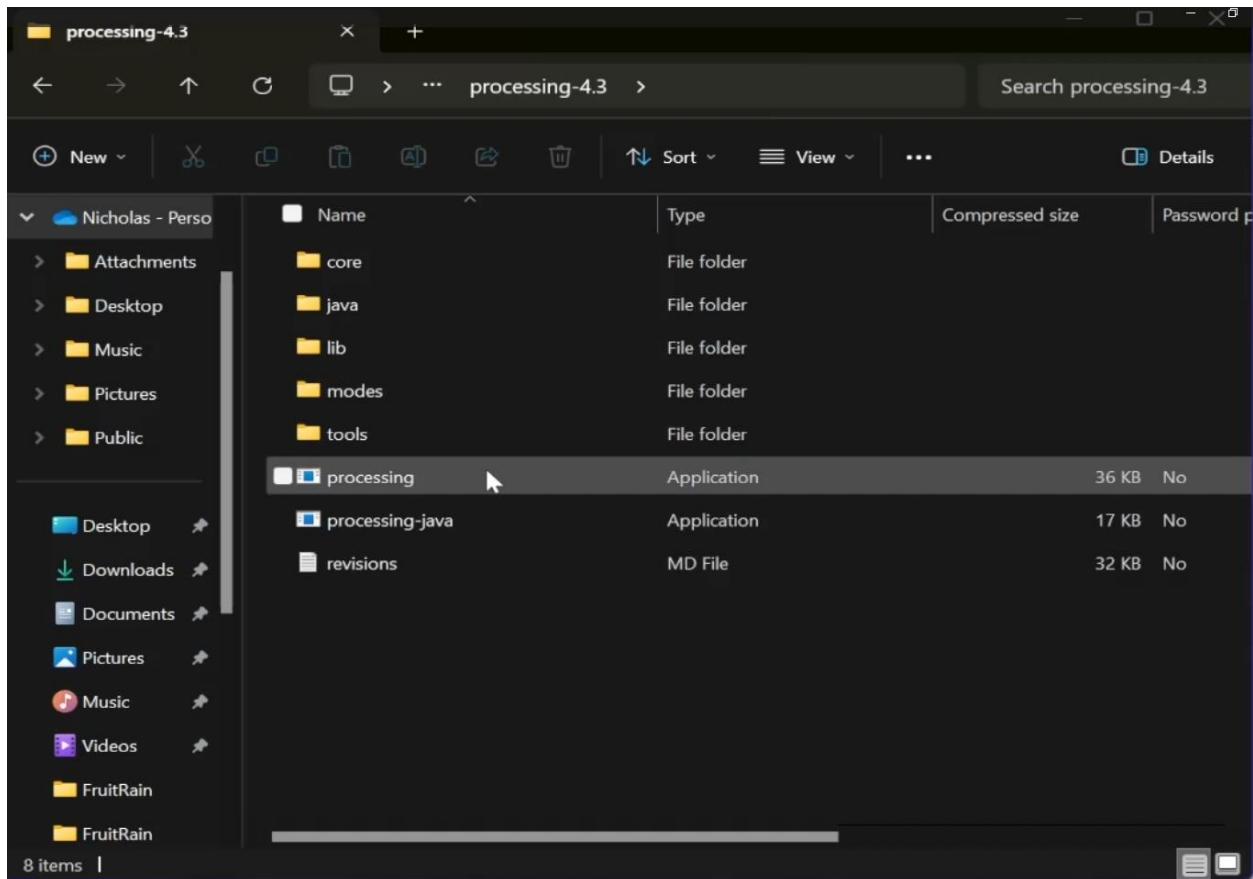 processing-4.3
processing-4.3
Search processing-4.3
New
Sort
View
Details
Nicholas - Perso
Name
Type
Compressed size
Password p
Attachments
core
File folder
Desktop
java
File folder
Music
lib
File folder
Pictures
modes
File folder
Public
tools
File folder
processing
Application
36 KB
No
Desktop
processing-java
Application
17 KB
No
Downloads
revisions
MD File
32 KB
No
Documents
Pictures
Music
Videos
FruitRain
FruitRain
8 items